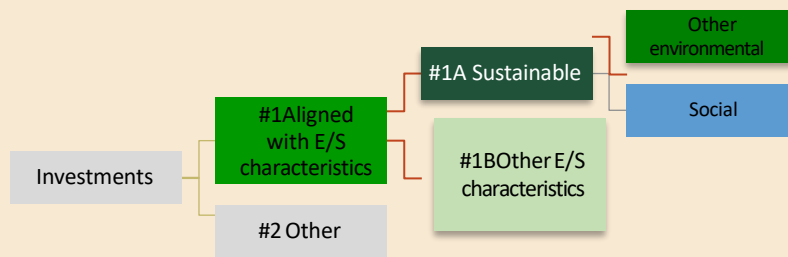 Other
environmental
#1A Sustainable
Social
#1Aligned
with E/S
characteristics
#1BOther E/S
characteristics
Investments
#2 Other